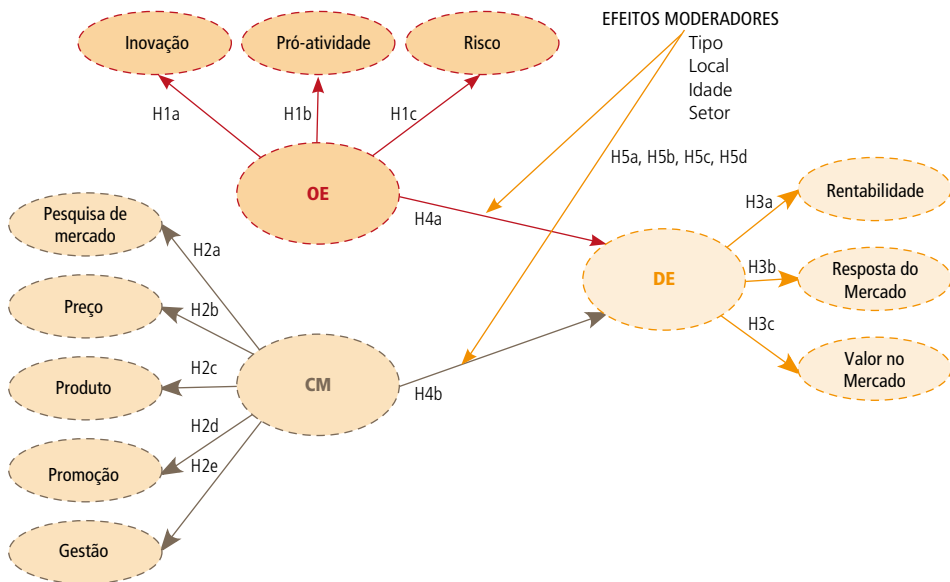 EFEITOS MODERADORES
Tipo
Local
Idade
Setor
Inovação
Pró-atividade
Risco
H1a
H1b
H1c
H5a, H5b, H5c, H5d
OE
H4a
Pesquisa de
mercado
H2a
Preço
H2b
Produto
H2c
Promoção
H2d
H2e
Gestão
CM
H4b
DE
H3a
Rentabilidade
H3b
Resposta do
Mercado
H3c
Valor no
Mercado